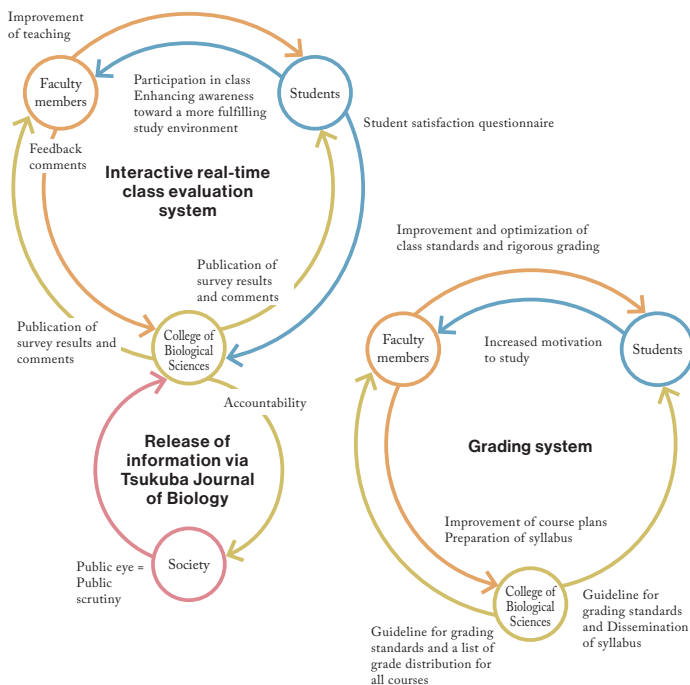 Improvement
of teaching
Faculty
members
Participation in class
Enhancing awareness
toward a more fulfilling
study environment
Students
Student satisfaction questionnaire
Feedback
comments
Interactive real-time
class evaluation
system
Publication of
survey results
and comments
Publication of
survey results and
comments
College of
Biological
Sciences
Accountability
Release of
information via
Tsukuba Journal
of Biology
Public eye =
Public
scrutiny
Society
Improvement and optimization of
class standards and rigorous grading
Faculty
members
Increased motivation
to study
Students
Grading system
Improvement of course plans
Preparation of syllabus
College of
Biological
Sciences
Guideline for
grading standards
and Dissemination
of syllabus
Guideline for grading
standards and a list of
grade distribution for
all courses